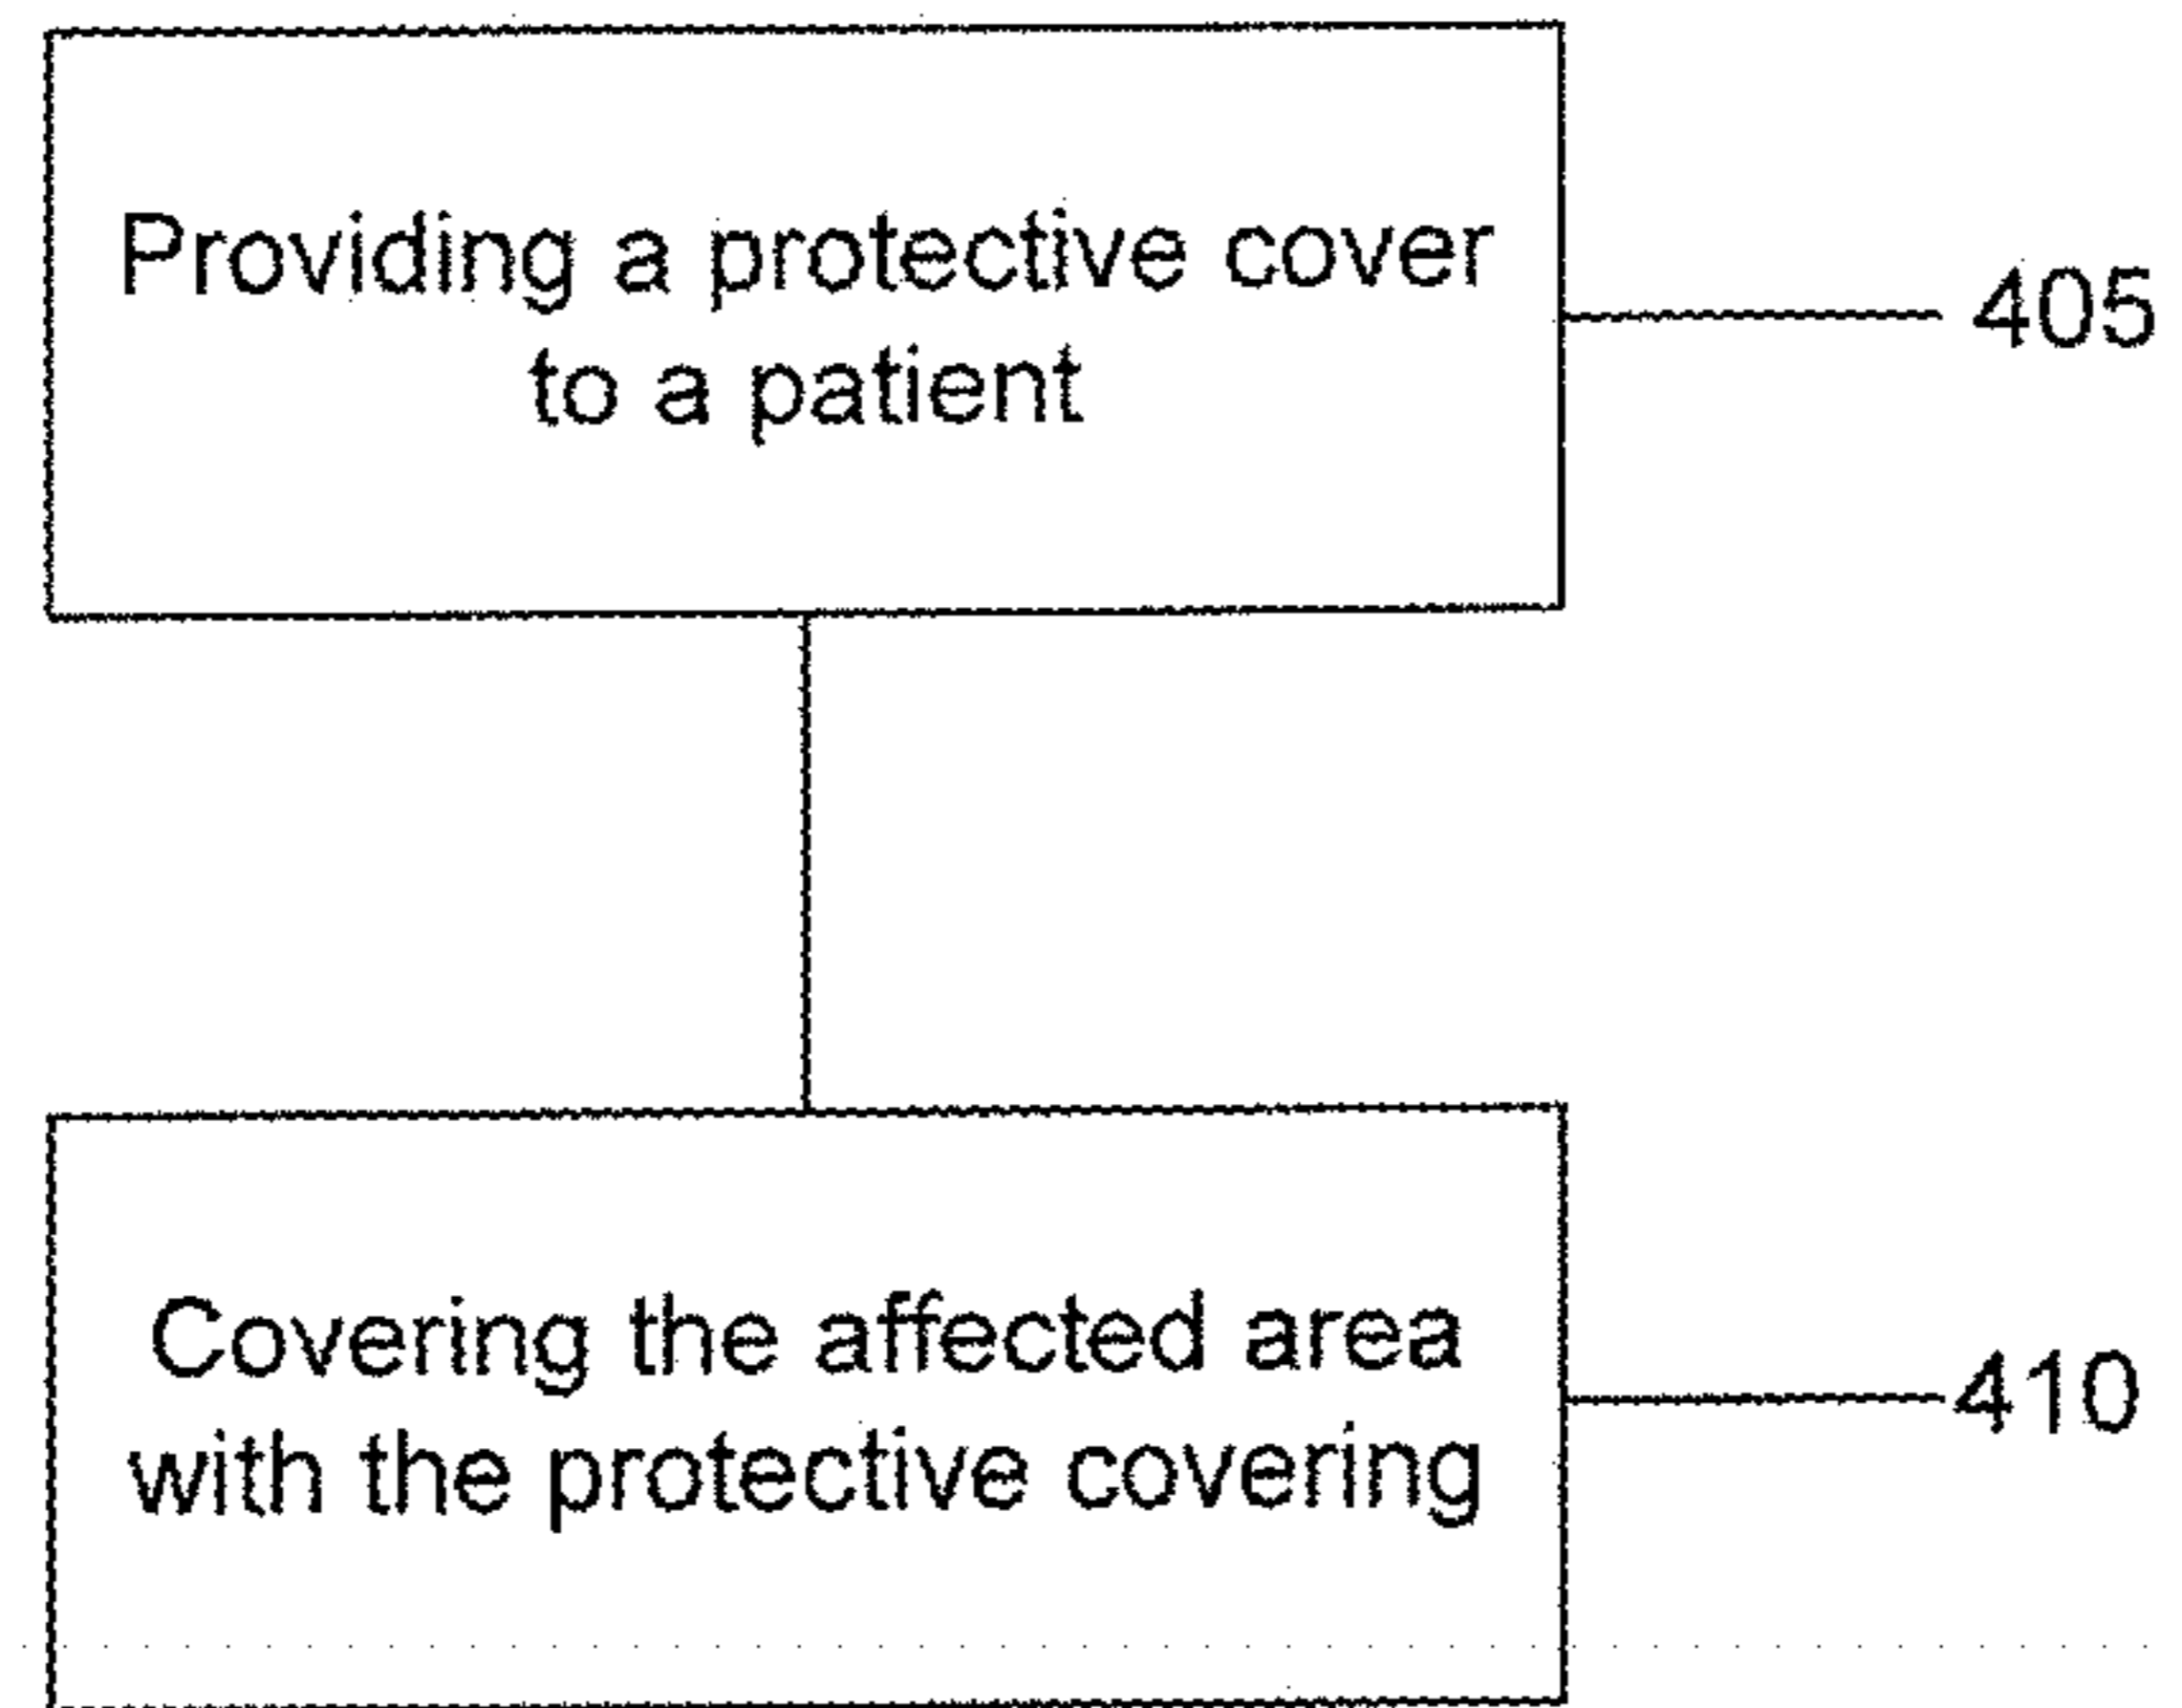 Providing a protective cover
to a patient
405
Covering the affected area
with the protective covering
410